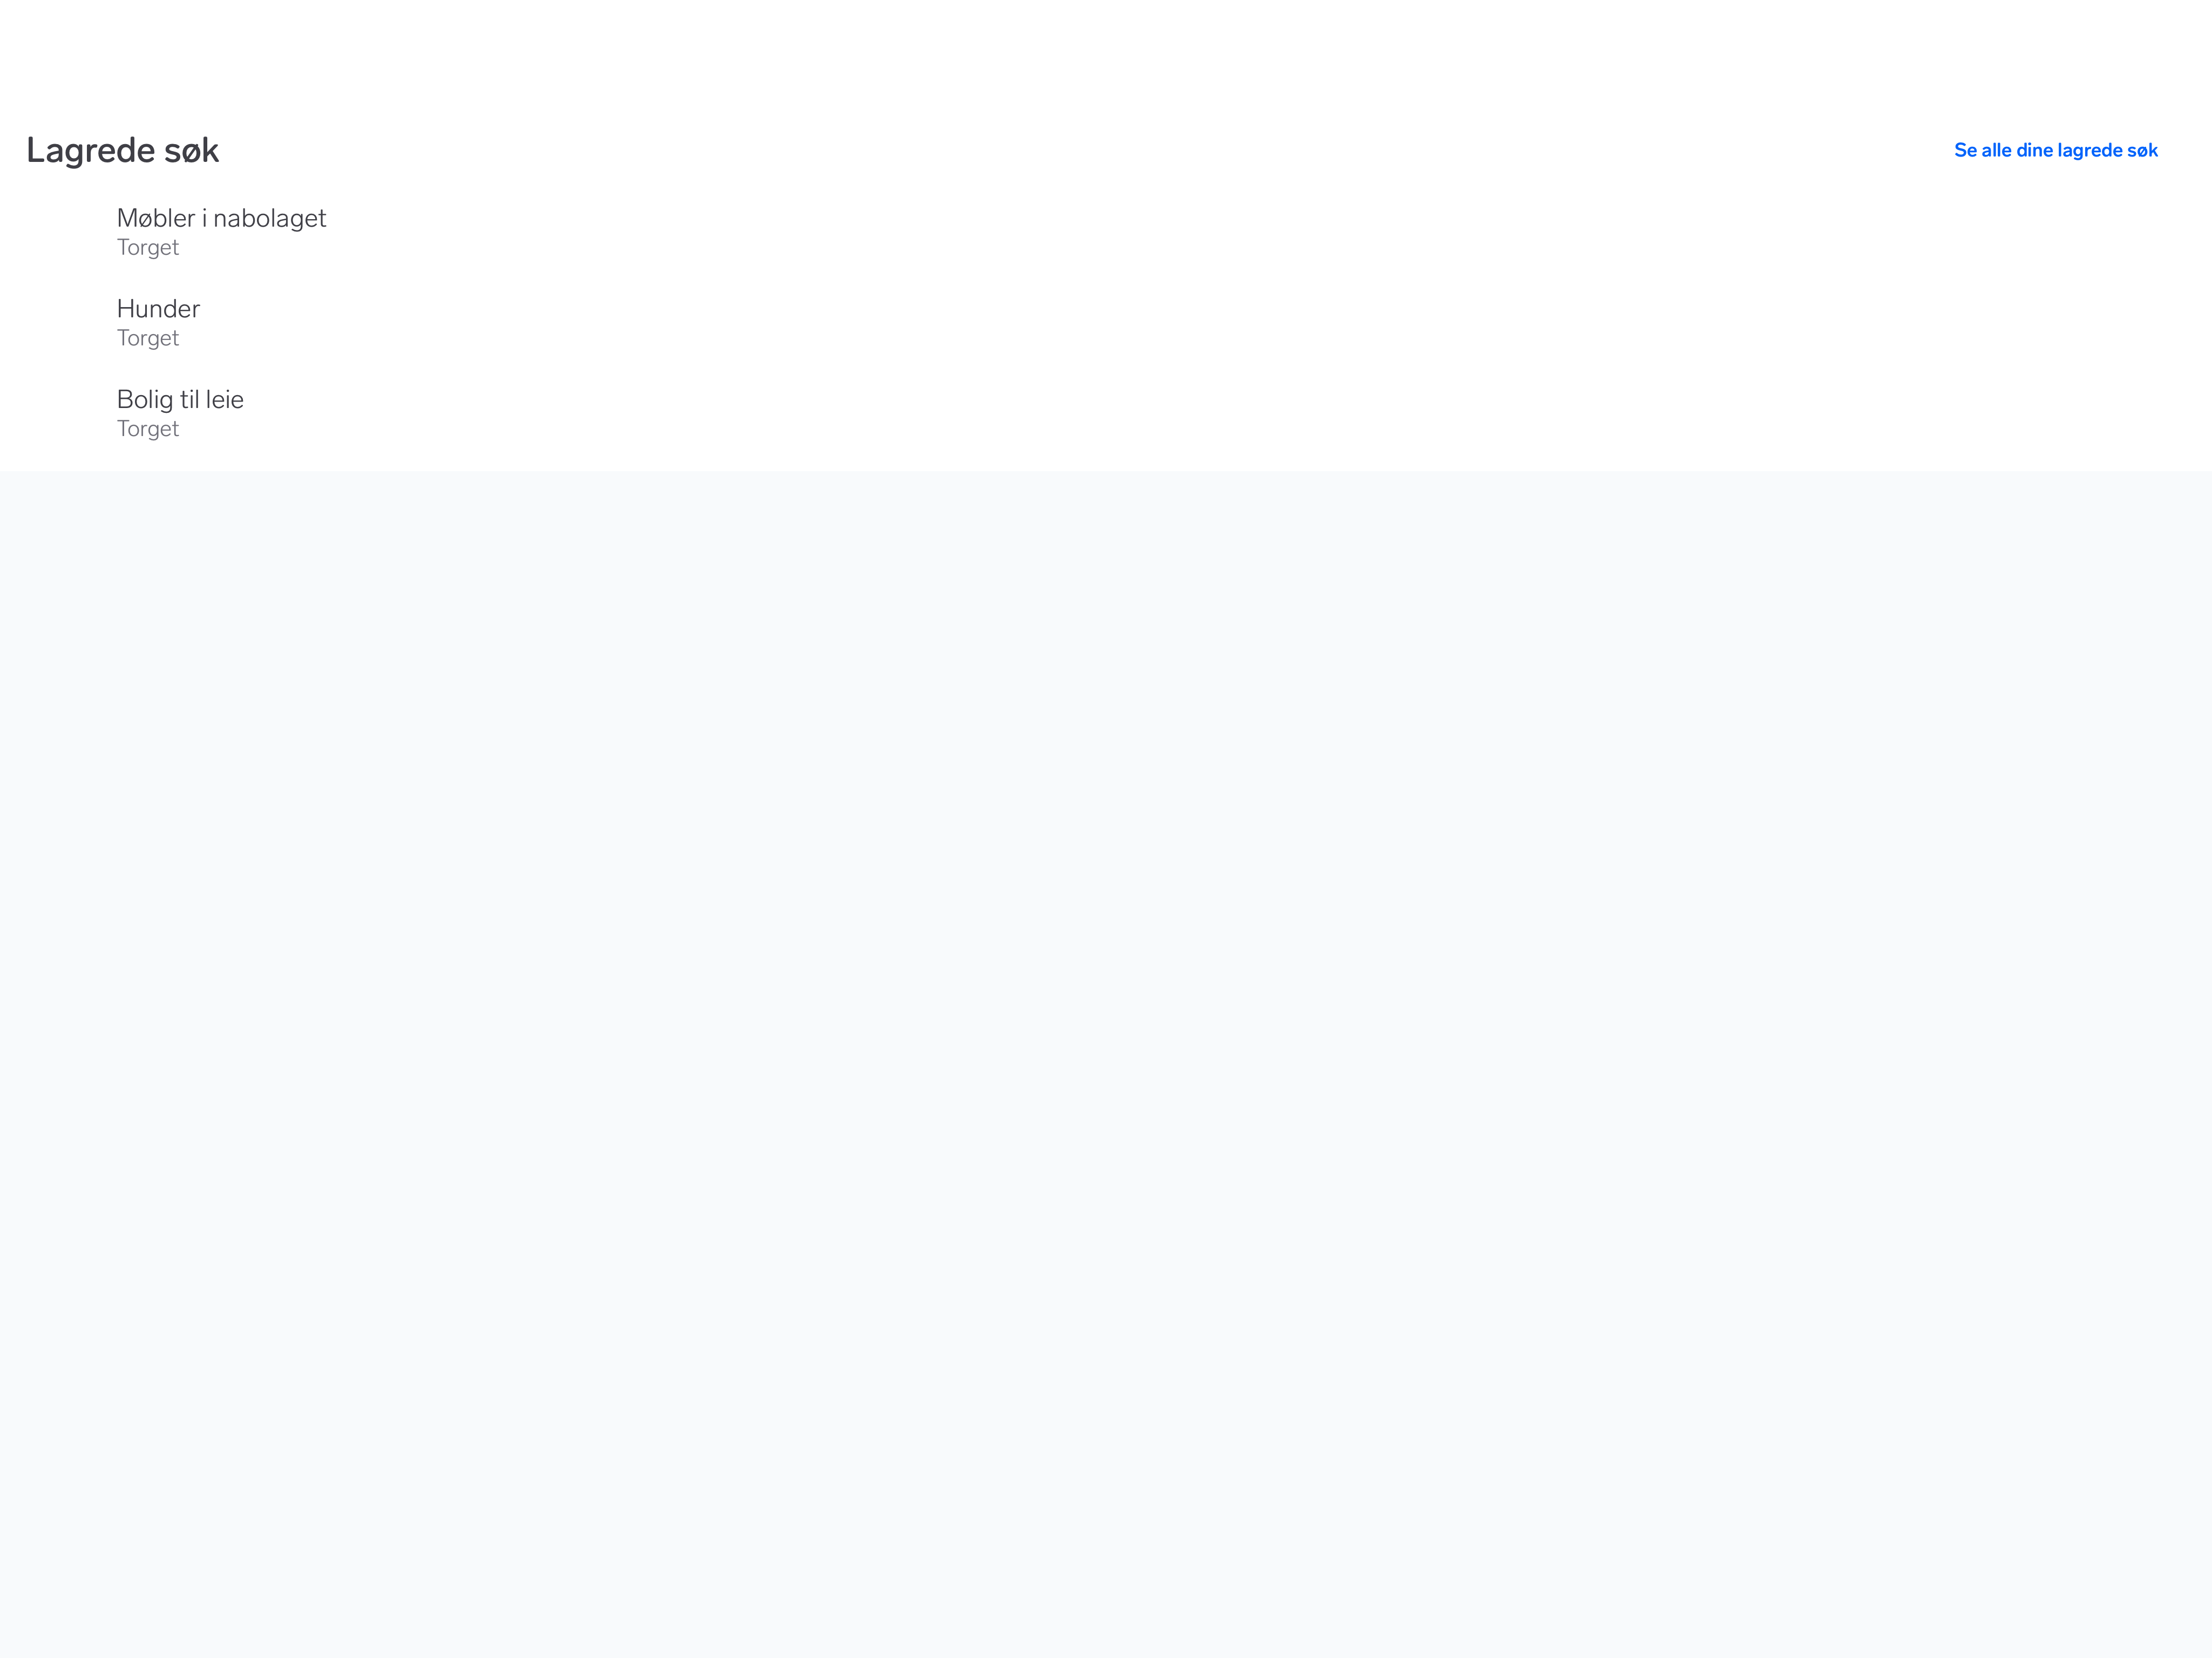 Lagrede søk
Se alle dine lagrede søk
Møbler i nabolaget
Torget
Hunder
Torget
Bolig til leie
Torget